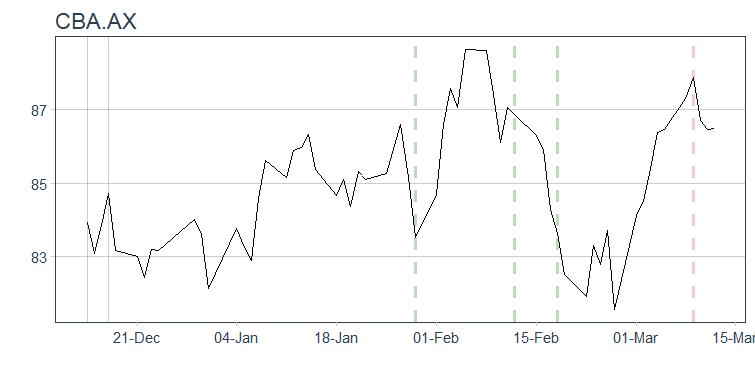 CBA.AX
87
85
83
21-Dec
04-Jan
18-Jan
01-Feb
15-Feb
01-Mar
15-Mar